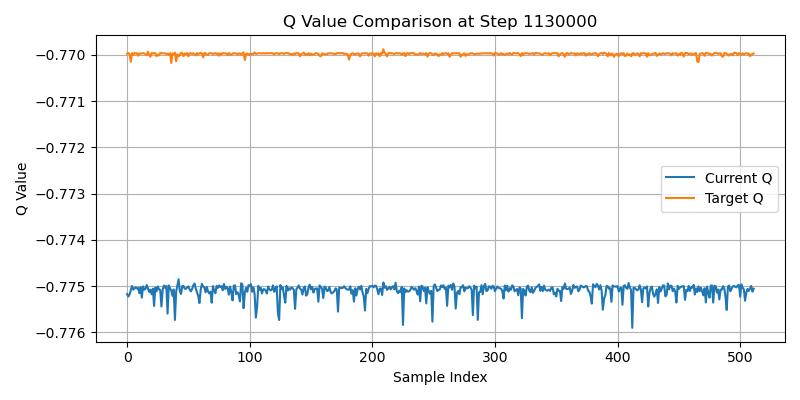 Q Value Comparison at Step 1130000
−0.770
−0.771
−0.772
−0.773
−0.774
−0.775
−0.776
Q Value
Current Q
Target Q
0 100 200 300 400 500
Sample Index